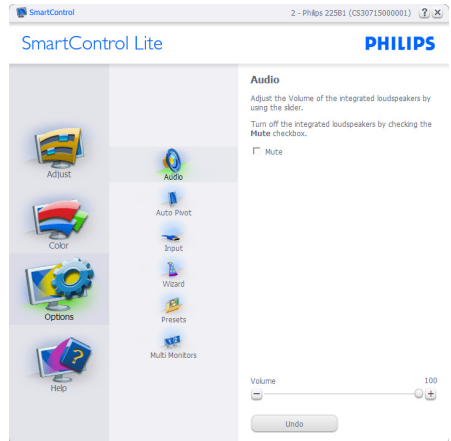 SmartControl
2 - Philips 225B1 (CS30715000001)
? ×
SmartControl Lite
PHILIPS
Adjust
Color
Options
Help
Audio
Auto Pivot
Input
Wizard
Presets
Multi Monitors
Audio
Adjust the Volume of the integrated loudspeakers by
using the slider.
Turn off the integrated loudspeakers by checking the
Mute checkbox.
Mute
Volume
100
Undo